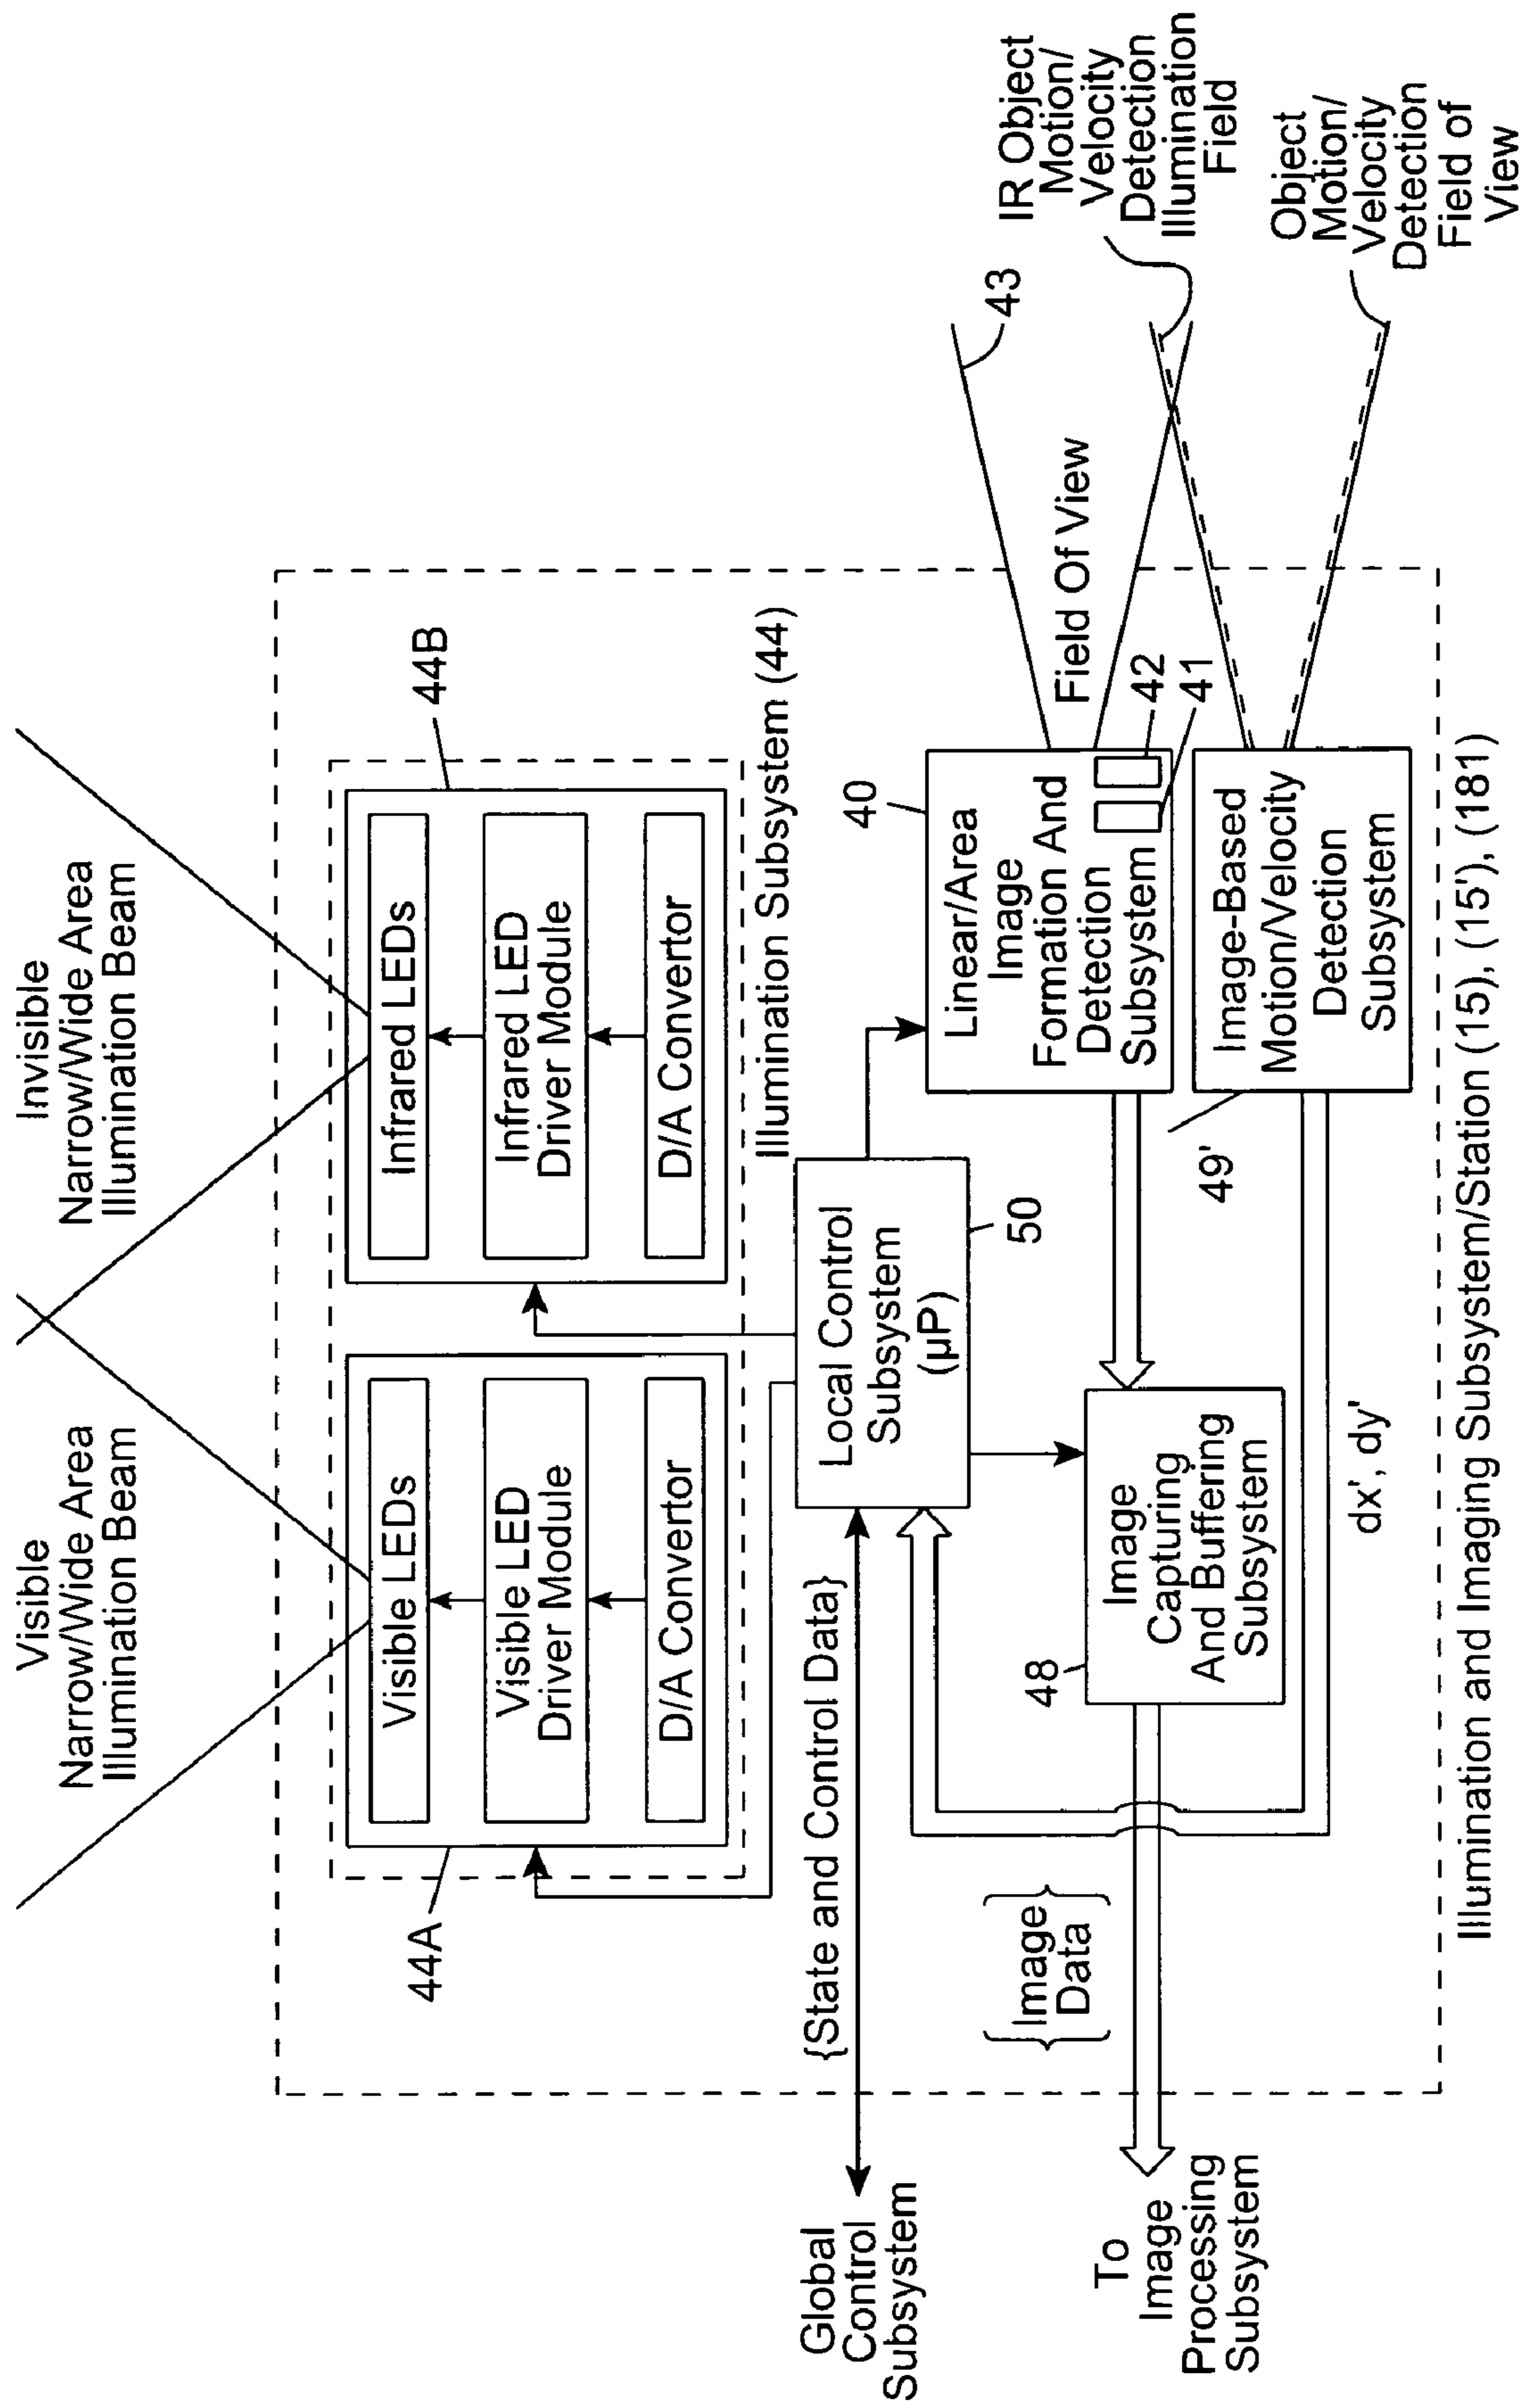 Visible
Narrow/Wide Area
Illumination Beam
Invisible
Narrow/Wide Area
Illumination Beam
44A
Visible LEDs
Visible LED
Driver Module
D/A Convertor
44B
Infrared LEDs
Infrared LED
Driver Module
D/A Convertor
Illumination Subsystem (44)
Global
Control
Subsystem
{State and Control Data}
Local Control
Subsystem
(µP)
50
40
Linear/Area
Image
Formation And
Detection
Subsystem
42
41
Field Of View
43
IR Object
Motion/
Velocity
Detection
Illumination
Field
To
Image
Processing
Subsystem
{Image
Data}
48
Image
Capturing
And Buffering
Subsystem
49'
Image-Based
Motion/Velocity
Detection
Subsystem
Object
Motion/
Velocity
Detection
Field of
View
dx', dy'
Illumination and Imaging Subsystem/Station (15), (15'), (181)